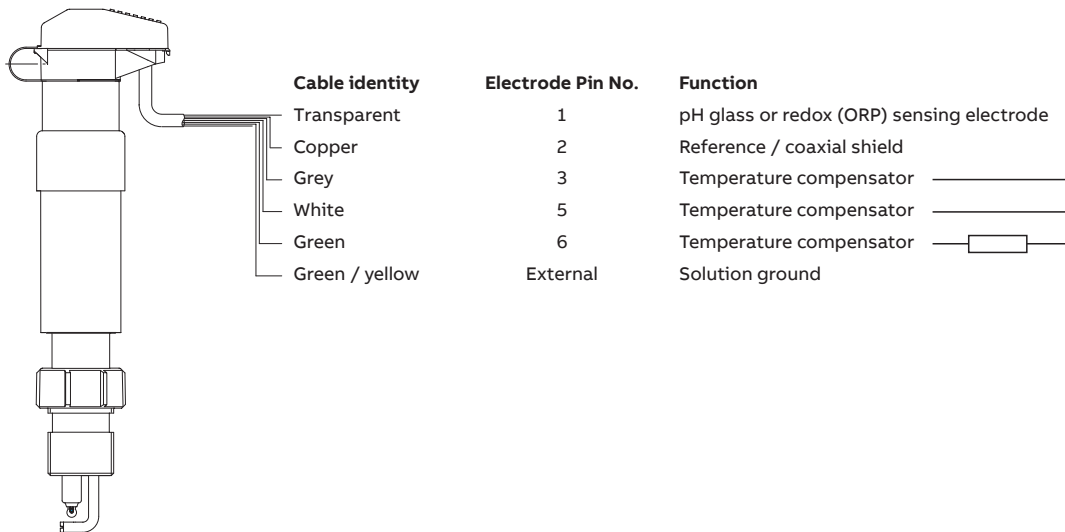 Cable identity Electrode Pin No. Function
Transparent 1 pH glass or redox (ORP) sensing electrode
Copper 2 Reference / coaxial shield
Grey 3 Temperature compensator
White 5 Temperature compensator
Green 6 Temperature compensator
Green / yellow External Solution ground